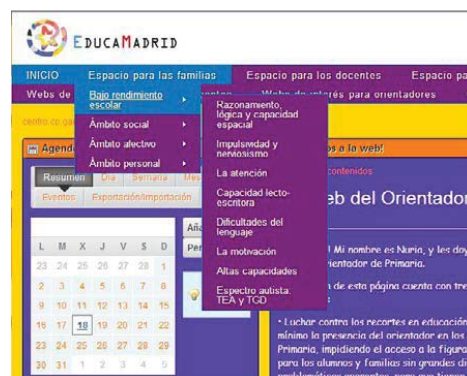 EDUCAMADRID
INICIO Espacio para las familias Espacio para los docentes Espacio pa
Webs de Webs de interés para orientadores
Bajo rendimiento
escolar
Ámbito social
Ámbito afectivo
Ámbito personal
Razonamiento,
lógica y capacidad
espacial
Impulsividad y
nerviosismo
La atención
Capacidad lecto-
escritora
Dificultades del
lenguaje
La motivación
Altas capacidades
Espectro autista:
TEA y TGD
Agend
Resumen Día Semana Mes
Eventos Exportación/Importación
L M X J V S D
23 24 25 26 27 28 1
2 3 4 5 6 7 8
9 10 11 12 13 14 15
16 17 18 19 20 21 22
23 24 25 26 27 28 29
30 31 1 2 3 4 5
Aña
Per
os a la web!
contenidos
eb del Orientador
! Mi nombre es Nuria, y les doy
rientador de Primaria.
n de esta página cuenta con tre
s:
• Luchar contra los recortes en educación
mínimo la presencia del orientador en los
Primaria, impidiendo el acceso a la figura
para los alumnos y familias sin grandes di